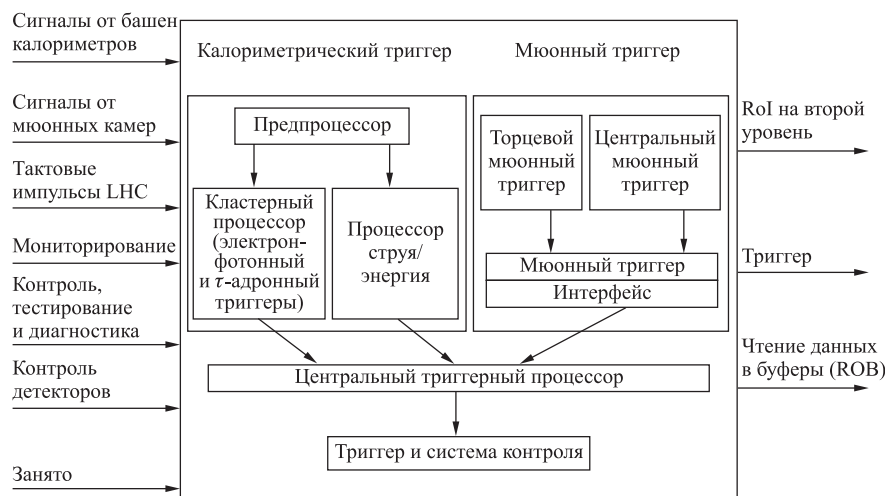 Сигналы от башен
калориметров
Сигналы от
мюонных камер
Тактовые
импульсы LHC
Мониторирование
Контроль,
тестирование
и диагностика
Контроль
детекторов
Занято
Калориметрический триггер
Предпроцессор
Кластерный
процессор
(электрон-
фотонный
и τ-адронный
триггеры)
Процессор
струя/
энергия
Мюонный триггер
Торцевой
мюонный
триггер
Центральный
мюонный
триггер
Мюонный триггер
Интерфейс
Центральный триггерный процессор
Триггер и система контроля
RoI на второй
уровень
Триггер
Чтение данных
в буферы (ROB)